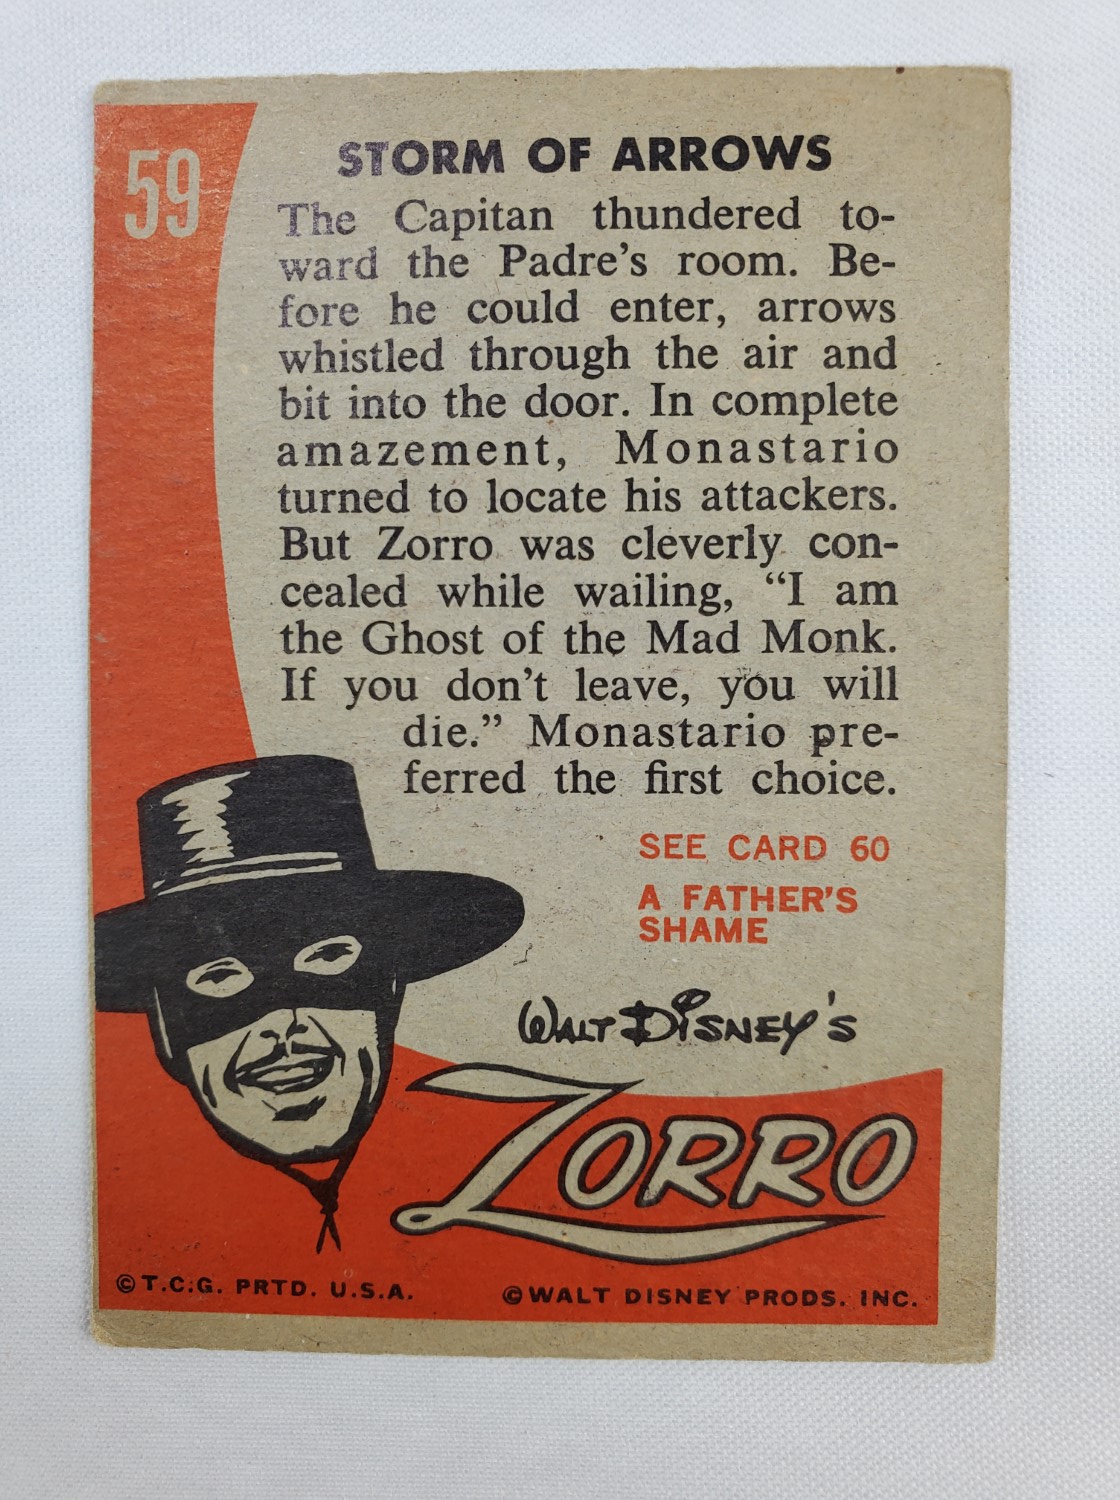 59
STORM OF ARROWS
The Capitan thundered to-
ward the Padre's room. Be-
fore he could enter, arrows
whistled through the air and
bit into the door. In complete
amazement, Monastario
turned to locate his attackers.
But Zorro was cleverly con-
cealed while wailing, “I am
the Ghost of the Mad Monk.
If you don't leave, you will
die.” Monastario pre-
ferred the first choice.
SEE CARD 60
A FATHER'S
SHAME
WALT DISNEY'S
ZORRO
© T.C.G. PRTD. U.S.A.
© WALT DISNEY PRODS. INC.